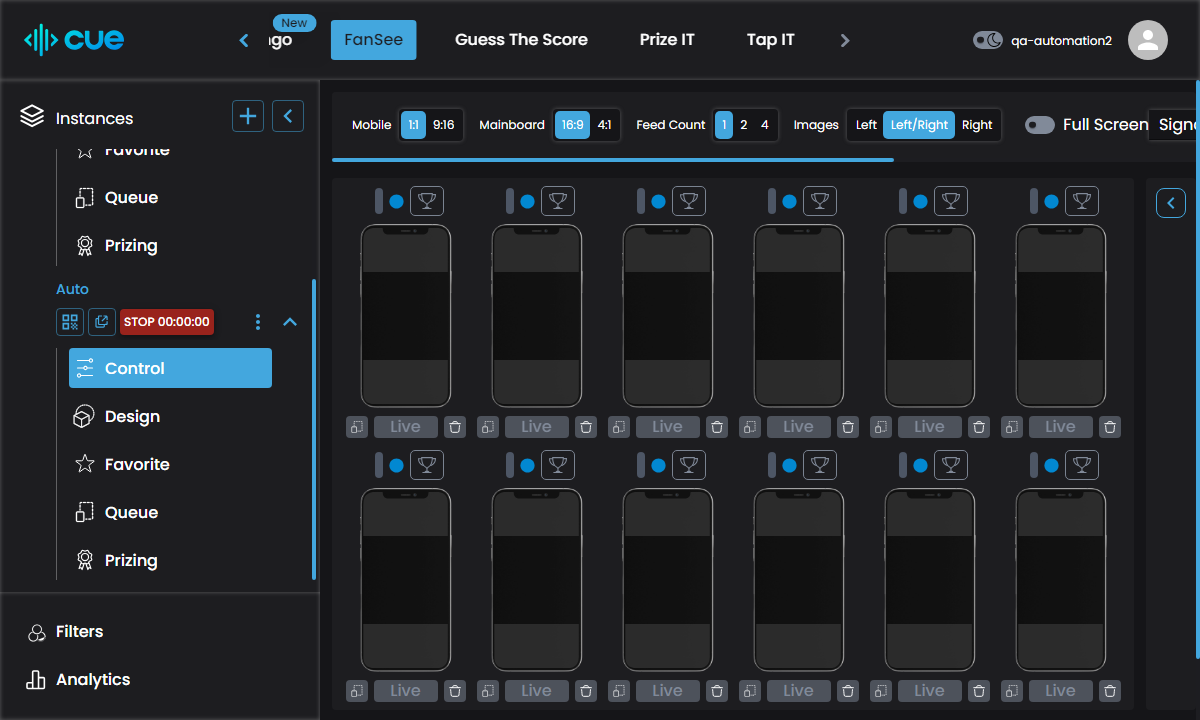 cue
New
ngo
FanSee
Guess The Score
Prize IT
Tap IT
qa-automation2
Instances
Favorite
Queue
Prizing
Auto
STOP 00:00:00
Control
Design
Favorite
Queue
Prizing
Filters
Analytics
Mobile 1:1 9:16
Mainboard 16:9 4:1
Feed Count 1 2 4
Images Left Left/Right Right
Full Screen
Live Live Live Live Live Live
Live Live Live Live Live Live